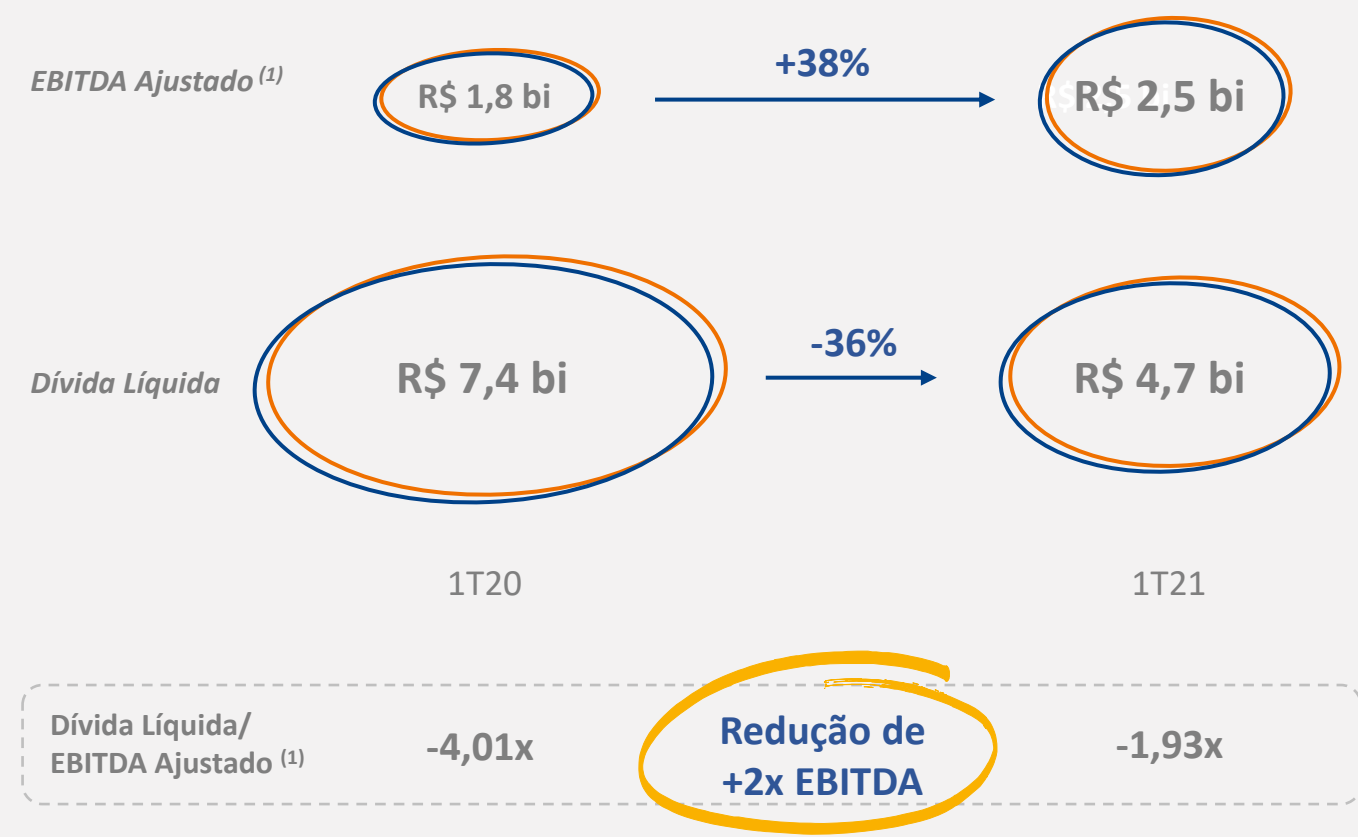 EBITDA Ajustado (1)
R$ 1,8 bi
+38%
R$ 2,5 bi
Dívida Líquida
R$ 7,4 bi
-36%
R$ 4,7 bi
1T20
1T21
Dívida Líquida/
EBITDA Ajustado (1)
-4,01x
Redução de
+2x EBITDA
-1,93x